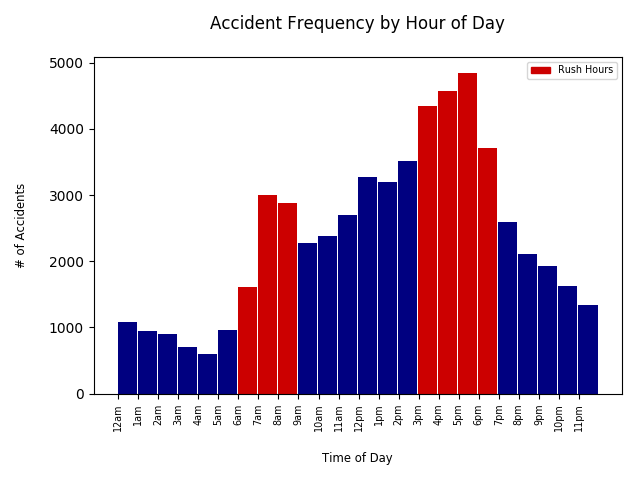 Accident Frequency by Hour of Day
Rush Hours
5000
4000
3000
2000
1000
0
# of Accidents
12am 1am 2am 3am 4am 5am 6am 7am 8am 9am 10am 11am 12pm 1pm 2pm 3pm 4pm 5pm 6pm 7pm 8pm 9pm 10pm 11pm
Time of Day